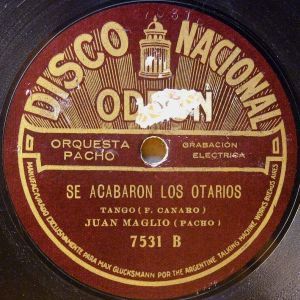 DISCO NACIONAL
ODEON
ORQUESTA
PACHO
GRABACIÓN
ELECTRICA
SE ACABARON LOS OTARIOS
TANGO (F. CANARO)
JUAN MAGLIO (PACHO)
7531 B
MANUFACTURADO EXCLUSIVAMENTE PARA MAX GLUCKSMANN POR THE ARGENTINE TALKING MACHINE WORKS BUENOS AIRES